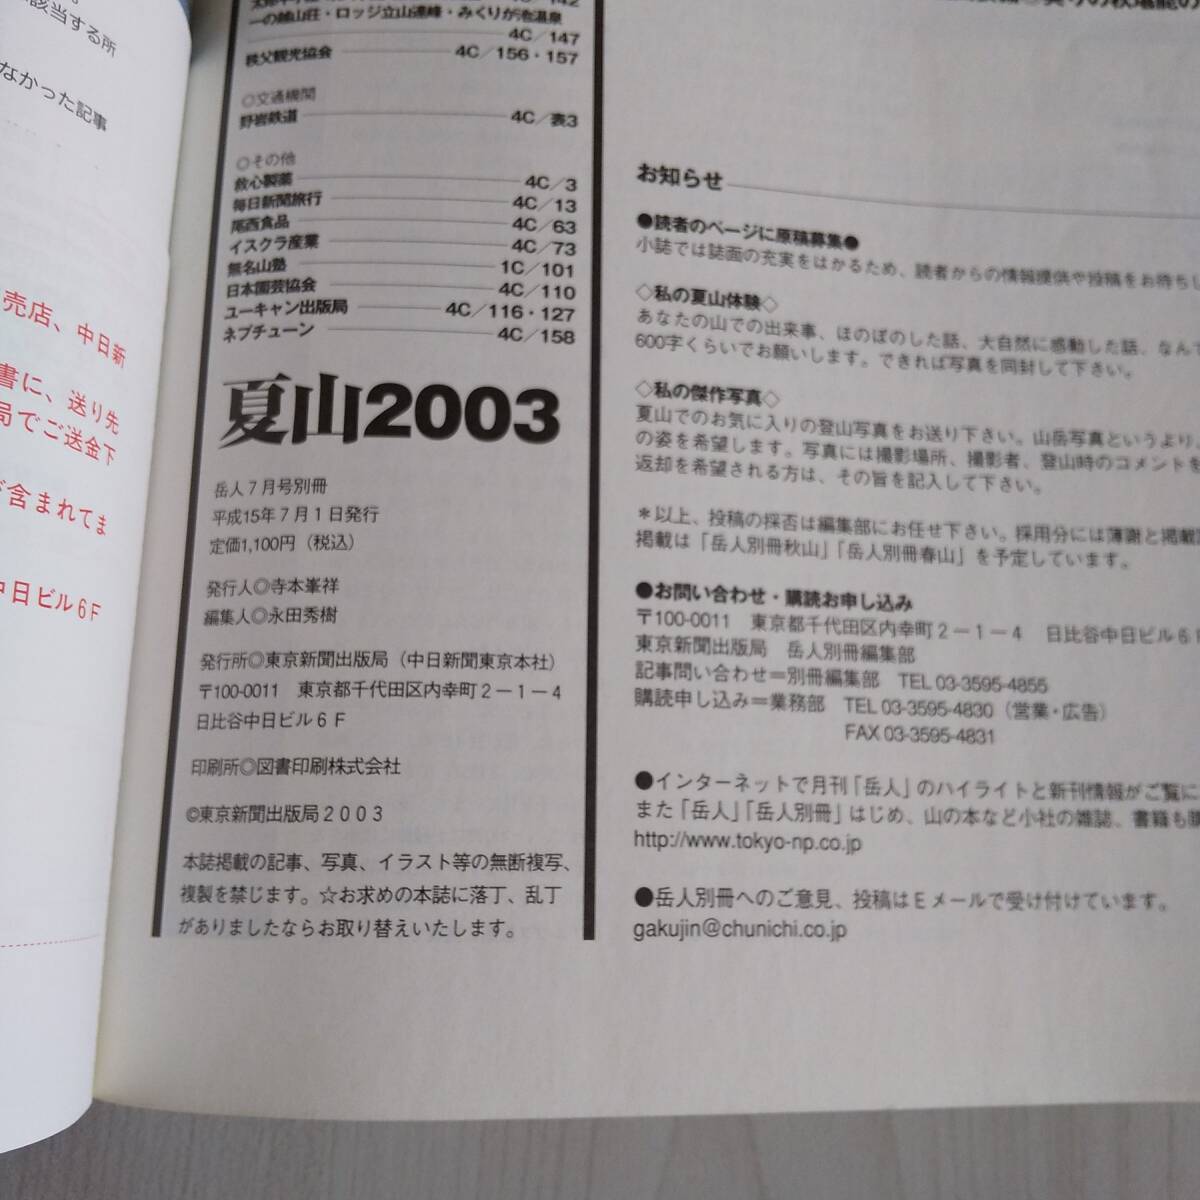 該当する所
なかった記事
売店、中日新
書に、送り先
局でご送金下
が含まれてま
中日ビル6F
一の越山荘・ロッジ立山連峰・みくりが池温泉
4C/147
秩父観光協会 4C/156・157
◎交通機関
野岩鉄道 4C/表3
◎その他
救心製薬 4C/3
毎日新聞旅行 4C/13
尾西食品 4C/63
イスクラ産業 4C/73
無名山塾 1C/101
日本園芸協会 4C/110
ユーキャン出版局 4C/116・127
ネプチューン 4C/158
夏山2003
岳人7月号別冊
平成15年7月1日発行
定価1,100円（税込）
発行人◎寺本峯祥
編集人◎永田秀樹
発行所◎東京新聞出版局（中日新聞東京本社）
〒100-0011 東京都千代田区内幸町2－1－4
日比谷中日ビル6F
印刷所◎図書印刷株式会社
©東京新聞出版局2003
本誌掲載の記事、写真、イラスト等の無断複写、
複製を禁じます。☆お求めの本誌に落丁、乱丁
がありましたならお取り替えいたします。
お知らせ
●読者のページに原稿募集●
小誌では誌面の充実をはかるため、読者からの情報提供や投稿をお待ちし
◇私の夏山体験◇
あなたの山での出来事、ほのぼのした話、大自然に感動した話、なんで
600字くらいでお願いします。できれば写真を同封して下さい。
◇私の傑作写真◇
夏山でのお気に入りの登山写真をお送り下さい。山岳写真というより、
の姿を希望します。写真には撮影場所、撮影者、登山時のコメントを
返却を希望される方は、その旨を記入して下さい。
＊以上、投稿の採否は編集部にお任せ下さい。採用分には薄謝と掲載
掲載は「岳人別冊秋山」「岳人別冊春山」を予定しています。
●お問い合わせ・購読お申し込み
〒100-0011 東京都千代田区内幸町2－1－4 日比谷中日ビル6F
東京新聞出版局 岳人別冊編集部
記事問い合わせ＝別冊編集部 TEL 03-3595-4855
購読申し込み＝業務部 TEL 03-3595-4830（営業・広告）
FAX 03-3595-4831
●インターネットで月刊「岳人」のハイライトと新刊情報がご覧に
また「岳人」「岳人別冊」はじめ、山の本など小社の雑誌、書籍も購
http://www.tokyo-np.co.jp
●岳人別冊へのご意見、投稿はEメールで受け付けています。
gakujin@chunichi.co.jp